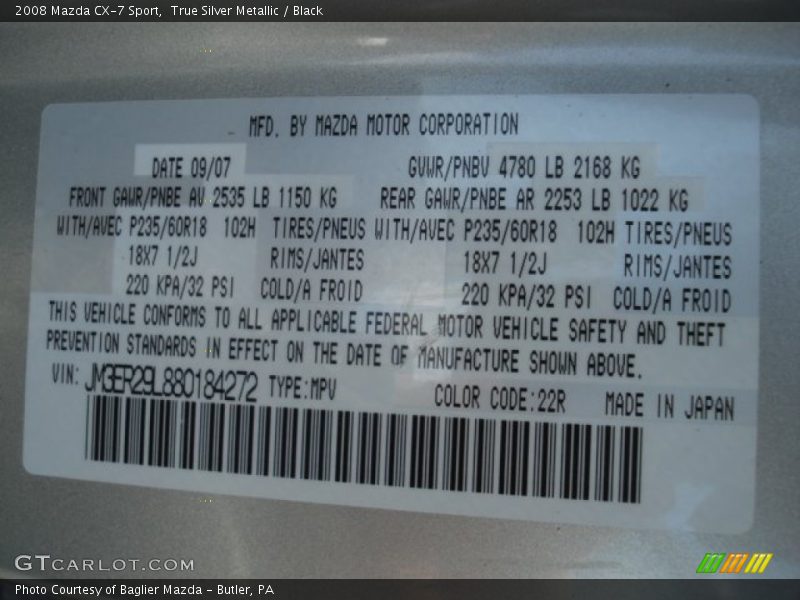 2008 Mazda CX-7 Sport, True Silver Metallic / Black
MFD. BY MAZDA MOTOR CORPORATION
DATE 09/07 GVWR/PNBV 4780 LB 2168 KG
FRONT GAWR/PNBE AV 2535 LB 1150 KG REAR GAWR/PNBE AR 2253 LB 1022 KG
WITH/AVEC P235/60R18 102H TIRES/PNEUS WITH/AVEC P235/60R18 102H TIRES/PNEUS
18X7 1/2J RIMS/JANTES 18X7 1/2J RIMS/JANTES
220 KPA/32 PSI COLD/A FROID 220 KPA/32 PSI COLD/A FROID
THIS VEHICLE CONFORMS TO ALL APPLICABLE FEDERAL MOTOR VEHICLE SAFETY AND THEFT
PREVENTION STANDARDS IN EFFECT ON THE DATE OF MANUFACTURE SHOWN ABOVE.
VIN: JM3ER29L880184272 TYPE:MPV COLOR CODE:22R MADE IN JAPAN
GTCARLOT.COM
Photo Courtesy of Baglier Mazda - Butler, PA